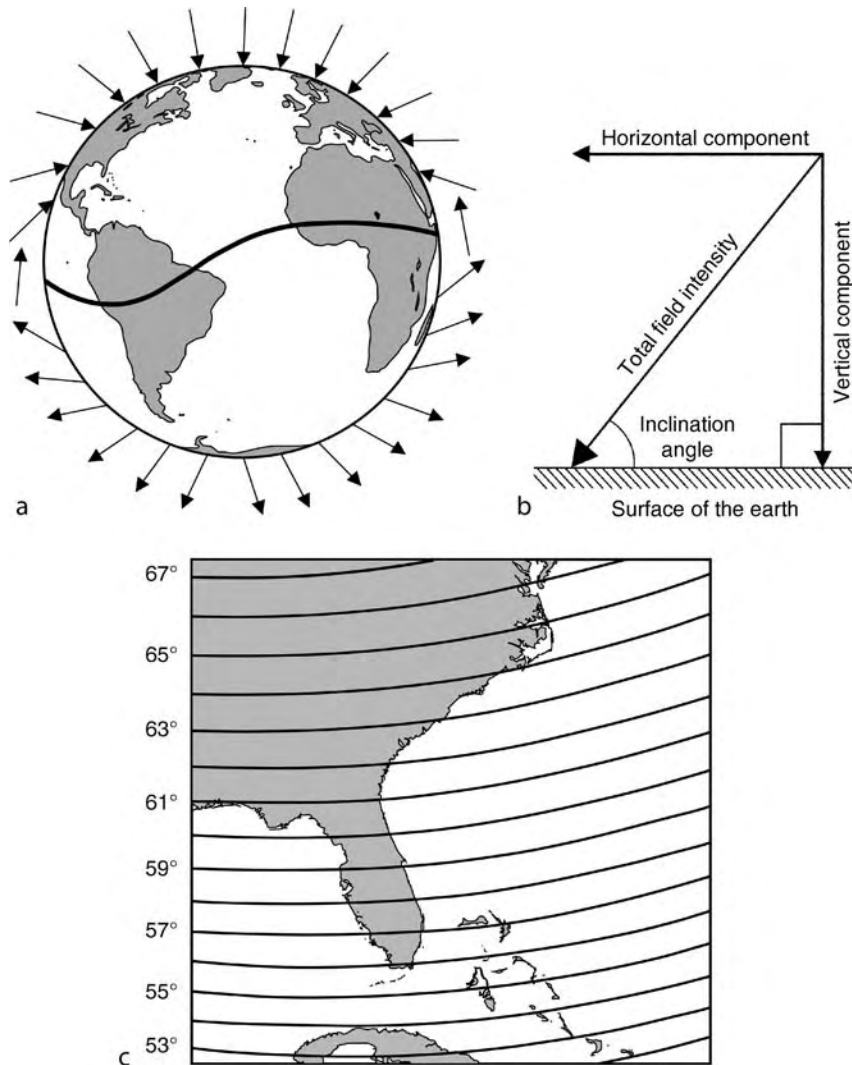 a
Horizontal component
Total field intensity
Vertical component
Inclination
angle
Surface of the earth
b
67°
65°
63°
61°
59°
57°
55°
53°
c